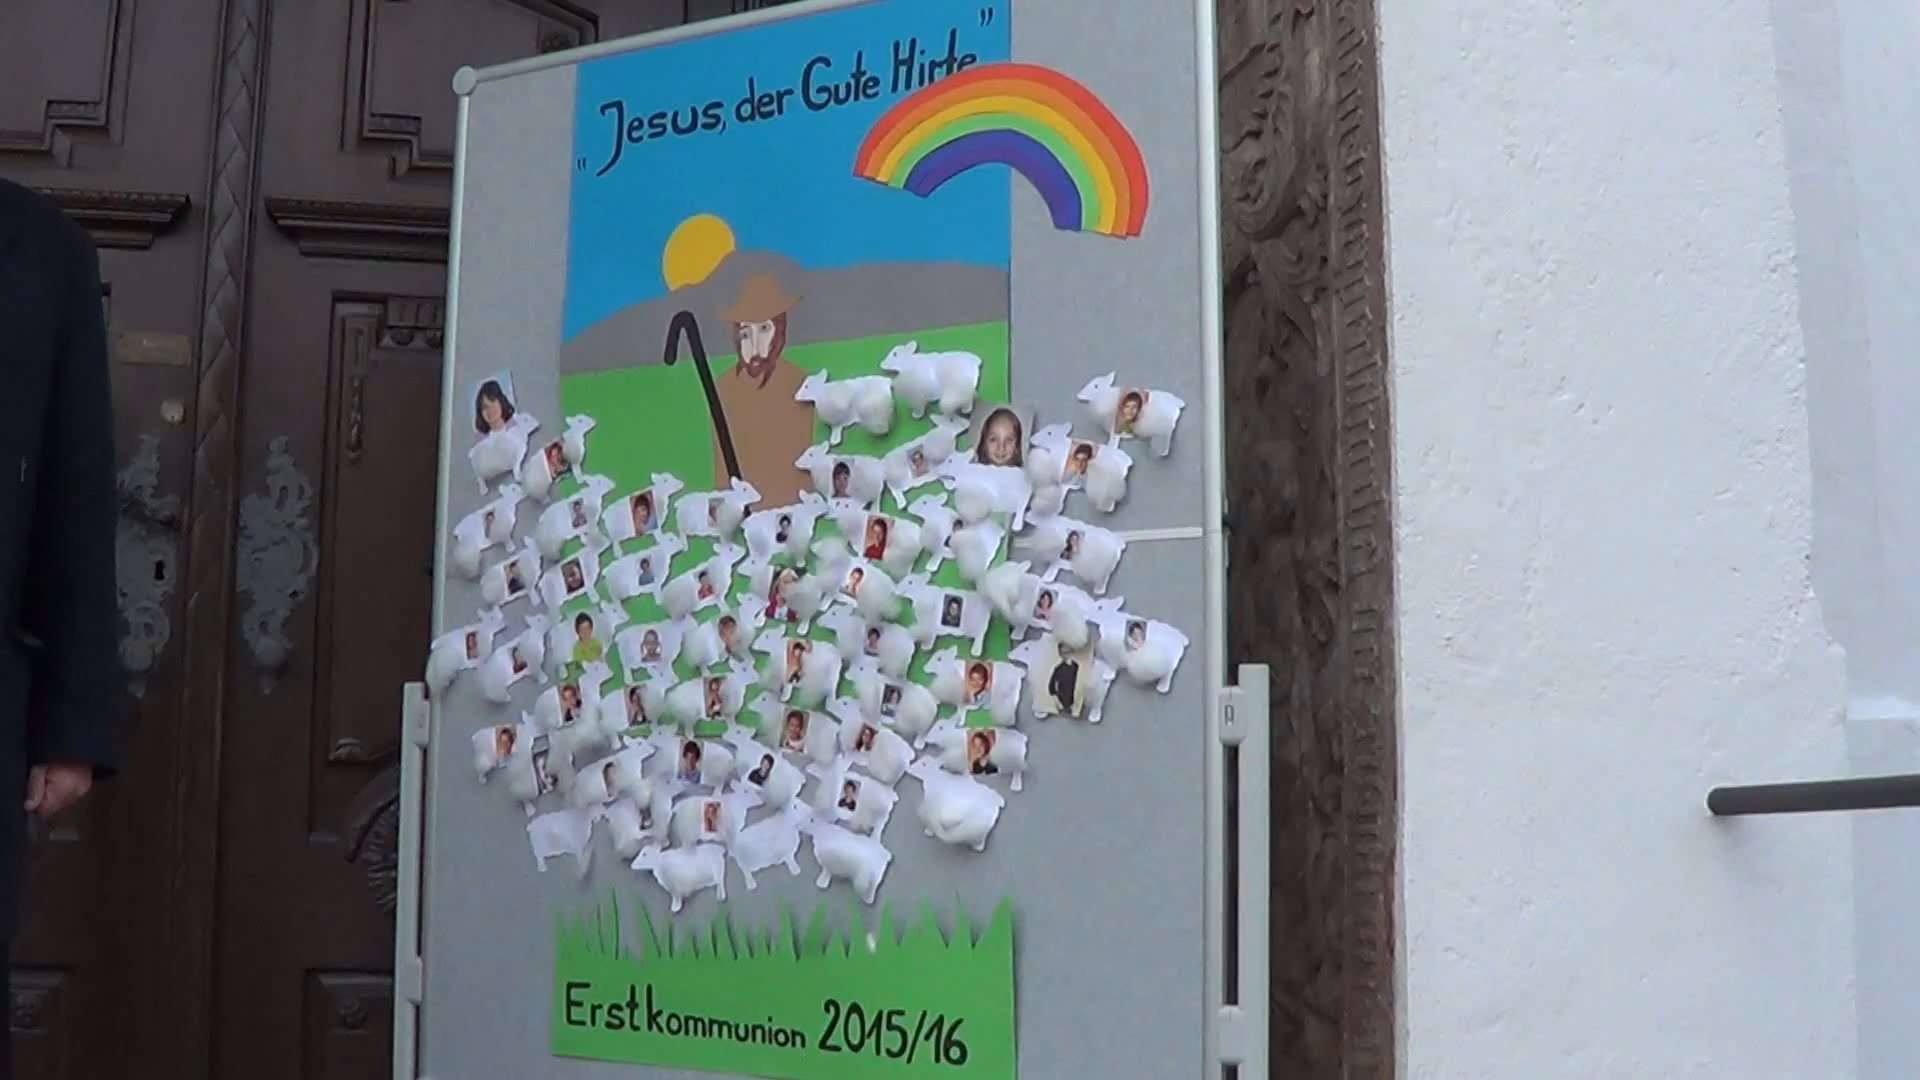 „Jesus, der Gute Hirte”
Erstkommunion 2015/16